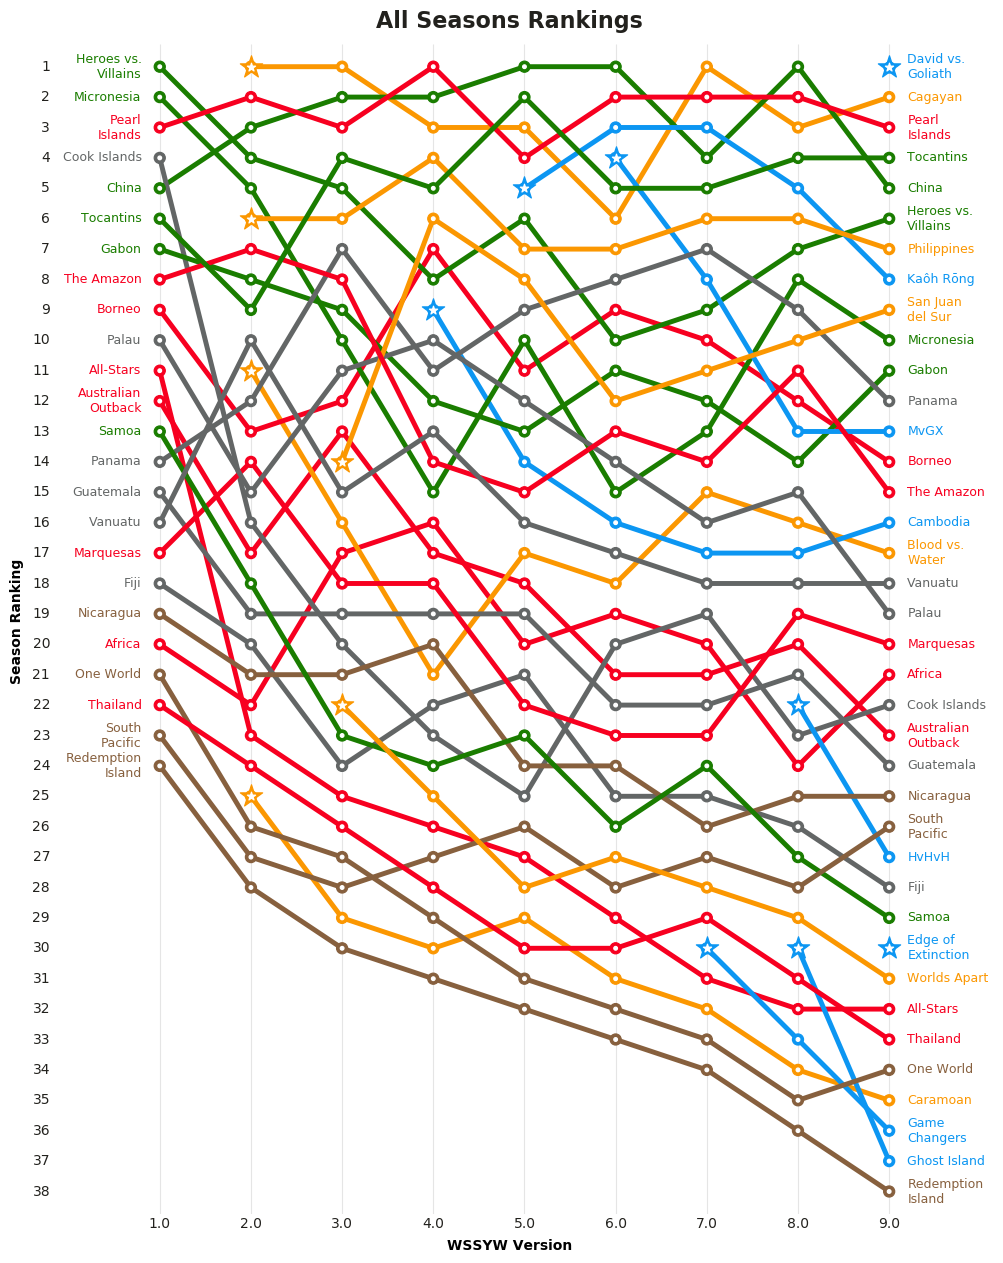 All Seasons Rankings
Season Ranking
1
2
3
4
5
6
7
8
9
10
11
12
13
14
15
16
17
18
19
20
21
22
23
24
25
26
27
28
29
30
31
32
33
34
35
36
37
38
Heroes vs.
Villains
Micronesia
Pearl
Islands
Cook Islands
China
Tocantins
Gabon
The Amazon
Borneo
Palau
All-Stars
Australian
Outback
Samoa
Panama
Guatemala
Vanuatu
Marquesas
Fiji
Nicaragua
Africa
One World
Thailand
South
Pacific
Redemption
Island
David vs.
Goliath
Cagayan
Pearl
Islands
Tocantins
China
Heroes vs.
Villains
Philippines
Kaôh Rōng
San Juan
del Sur
Micronesia
Gabon
Panama
MvGX
Borneo
The Amazon
Cambodia
Blood vs.
Water
Vanuatu
Palau
Marquesas
Africa
Cook Islands
Australian
Outback
Guatemala
Nicaragua
South
Pacific
HvHvH
Fiji
Samoa
Edge of
Extinction
Worlds Apart
All-Stars
Thailand
One World
Caramoan
Game
Changers
Ghost Island
Redemption
Island
1.0 2.0 3.0 4.0 5.0 6.0 7.0 8.0 9.0
WSSYW Version